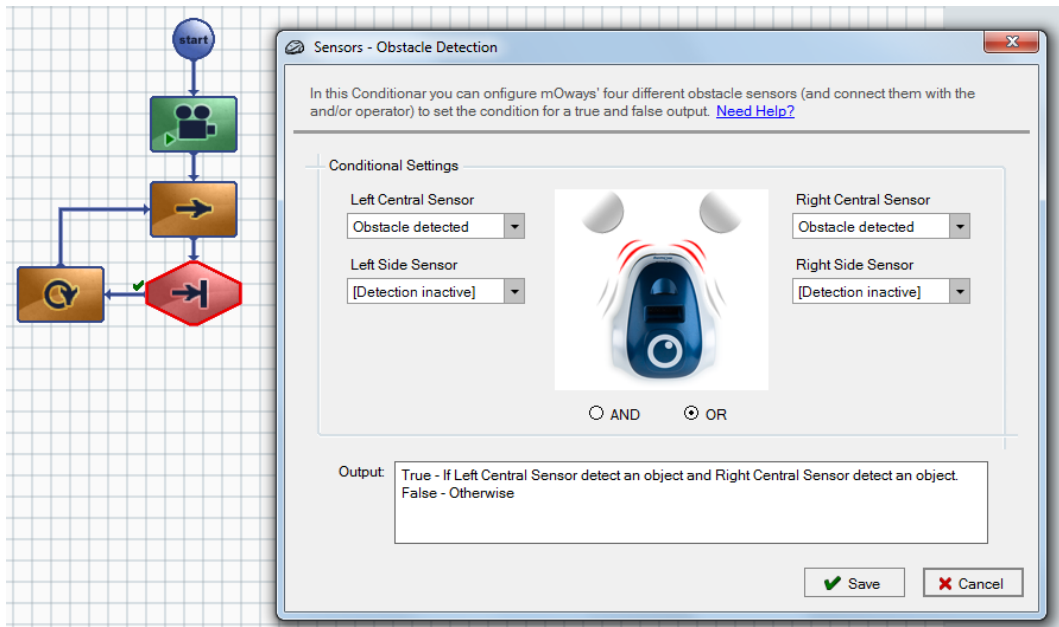 start
Sensors - Obstacle Detection
In this Conditionar you can onfigure mOways' four different obstacle sensors (and connect them with the
and/or operator) to set the condition for a true and false output. Need Help?
Conditional Settings
Left Central Sensor
Obstacle detected
Left Side Sensor
[Detection inactive]
Right Central Sensor
Obstacle detected
Right Side Sensor
[Detection inactive]
AND OR
Output:
True - If Left Central Sensor detect an object and Right Central Sensor detect an object.
False - Otherwise
Save Cancel